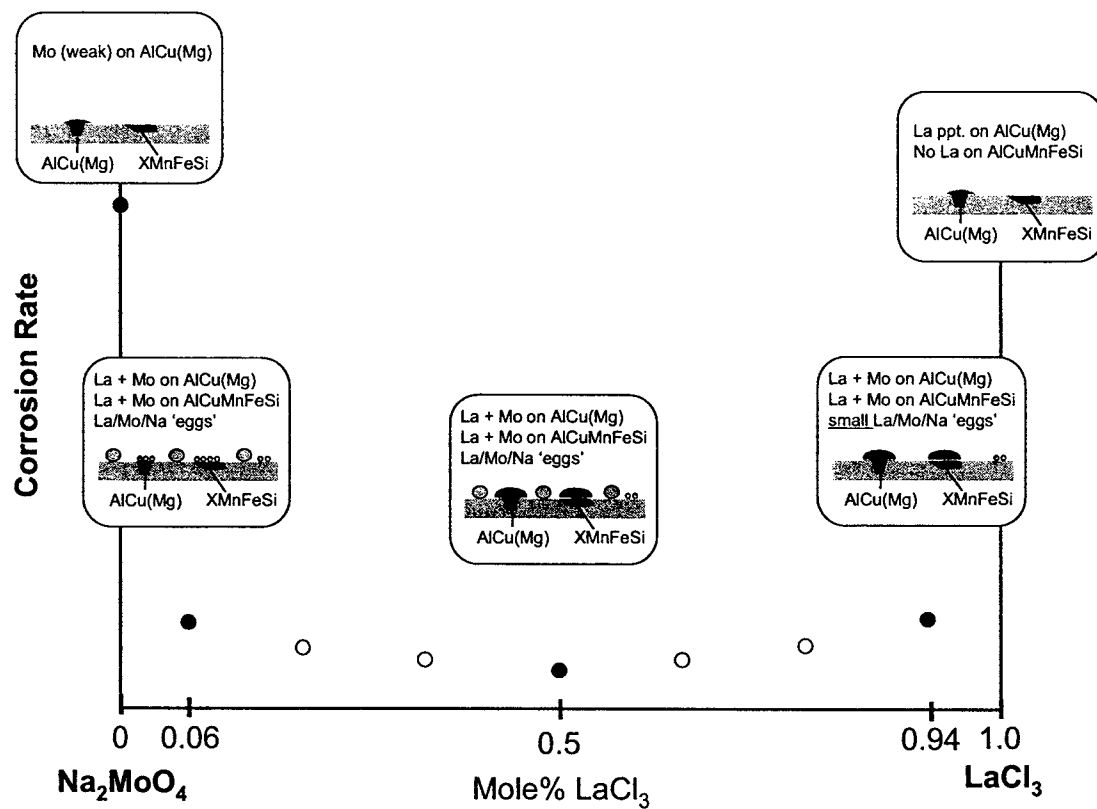 Mo (weak) on AlCu(Mg)
AlCu(Mg) XMnFeSi
La ppt. on AlCu(Mg)
No La on AlCuMnFeSi
AlCu(Mg) XMnFeSi
Corrosion Rate
La + Mo on AlCu(Mg)
La + Mo on AlCuMnFeSi
La/Mo/Na 'eggs'
AlCu(Mg) XMnFeSi
La + Mo on AlCu(Mg)
La + Mo on AlCuMnFeSi
La/Mo/Na 'eggs'
AlCu(Mg) XMnFeSi
La + Mo on AlCu(Mg)
La + Mo on AlCuMnFeSi
small La/Mo/Na 'eggs'
AlCu(Mg) XMnFeSi
0 0.06 0.5 0.94 1.0
Na₂MoO₄ Mole% LaCl₃ LaCl₃